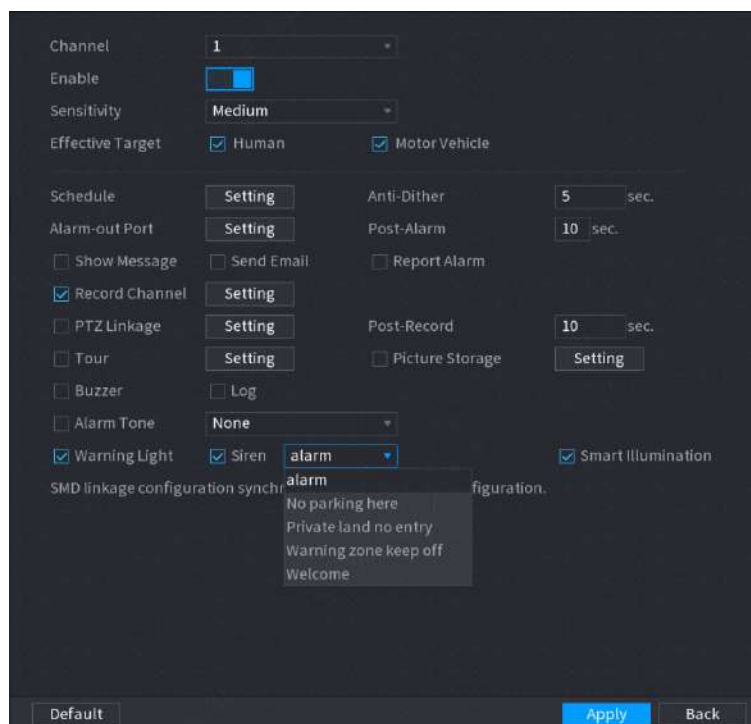 Channel 1
Enable
Sensitivity Medium
Effective Target Human Motor Vehicle
Schedule Setting Anti-Dither 5 sec.
Alarm-out Port Setting Post-Alarm 10 sec.
Show Message Send Email Report Alarm
Record Channel Setting
PTZ Linkage Setting Post-Record 10 sec.
Tour Setting Picture Storage Setting
Buzzer Log
Alarm Tone None
Warning Light Siren alarm Smart Illumination
SMD linkage configuration synchr alarm figuration.
No parking here
Private land no entry
Warning zone keep off
Welcome
Default Apply Back